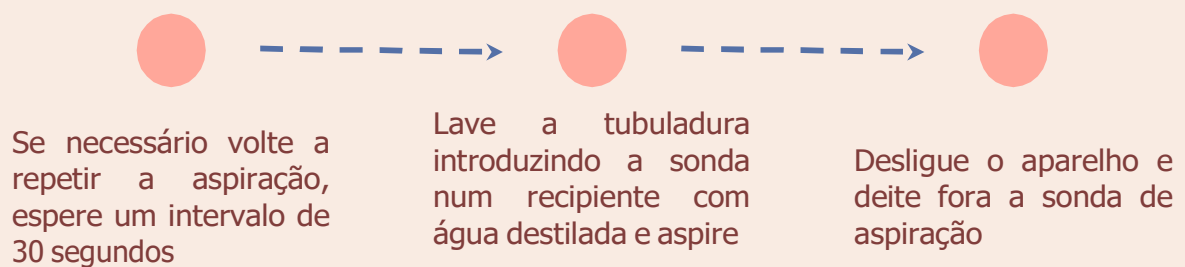 Se necessário volte a
repetir a aspiração,
espere um intervalo de
30 segundos
Lave a tubuladura
introduzindo a sonda
num recipiente com
água destilada e aspire
Desligue o aparelho e
deite fora a sonda de
aspiração